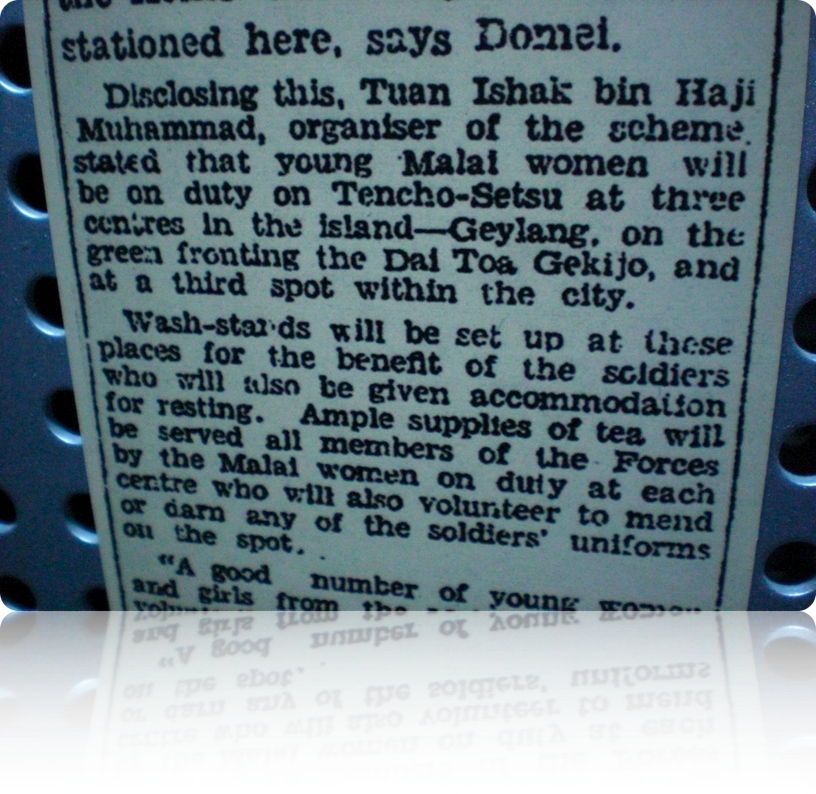 stationed here, says Domei.
Disclosing this, Tuan Ishak bin Haji
Muhammad, organiser of the scheme,
stated that young Malai women will
be on duty on Tencho-Setsu at three
centres in the island—Geylang, on the
green fronting the Dai Toa Gekijo, and
at a third spot within the city.
Wash-stands will be set up at these
places for the benefit of the soldiers
who will also be given accommodation
for resting. Ample supplies of tea will
be served all members of the Forces
by the Malai women on duty at each
centre who will also volunteer to mend
or darn any of the soldiers' uniforms
on the spot.
"A good number of young women
and girls from the